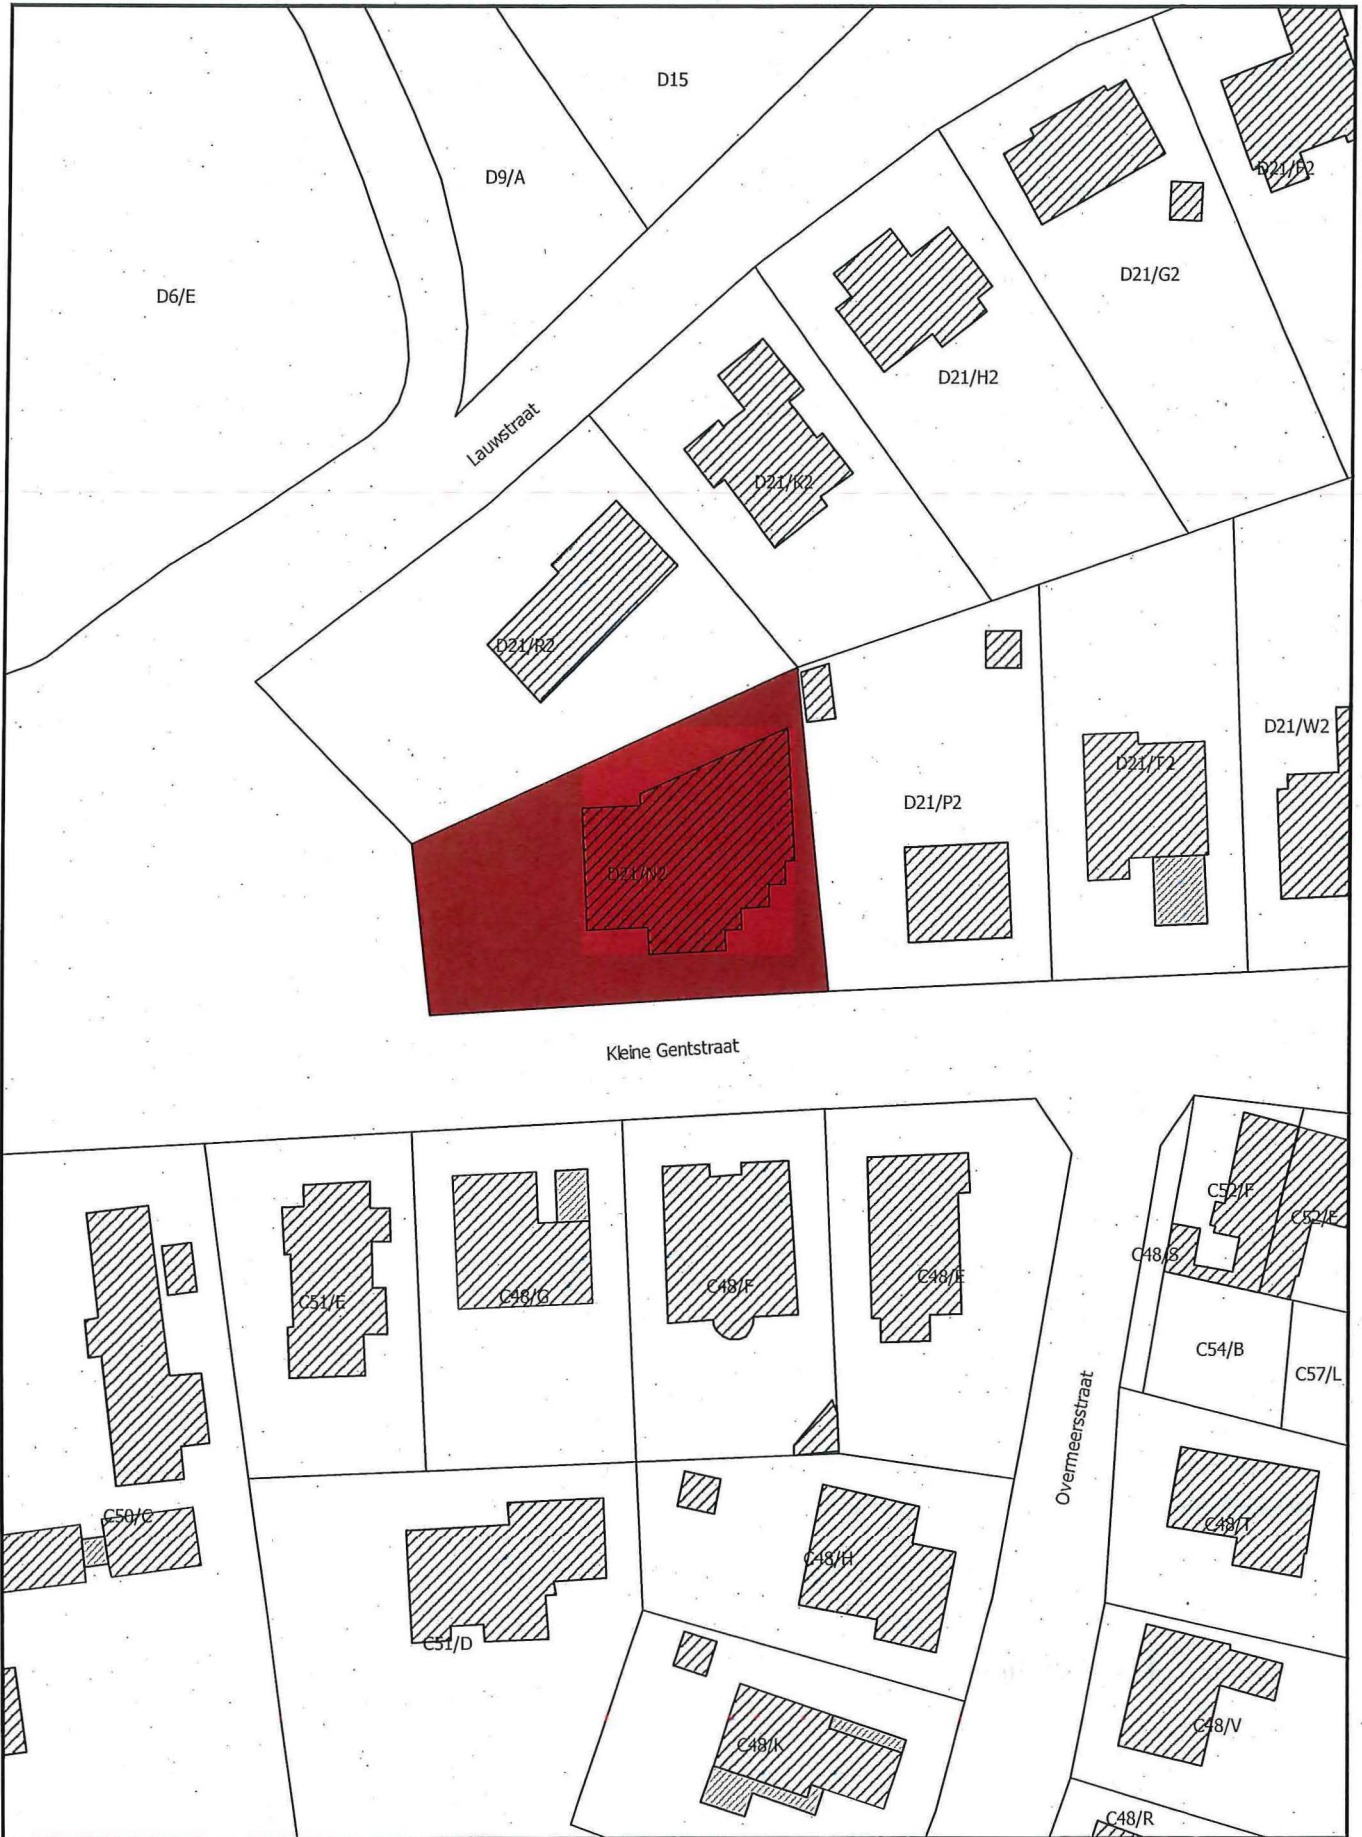 D15
D9/A
D21/F2
D6/E
D21/G2
D21/H2
Lauwstraat
D21/K2
D21/R2
D21/W2
D21/T2
D21/P2
D21/N2
Kleine Gentstraat
C52/F
C52/E
C48/S
C48/E
C48/F
C48/G
C51/E
C54/B
C57/L
Overmeersstraat
C50/C
C48/T
C48/H
C51/D
C48/V
C48/K
C48/R